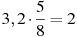 3,2 · 5/8 = 2